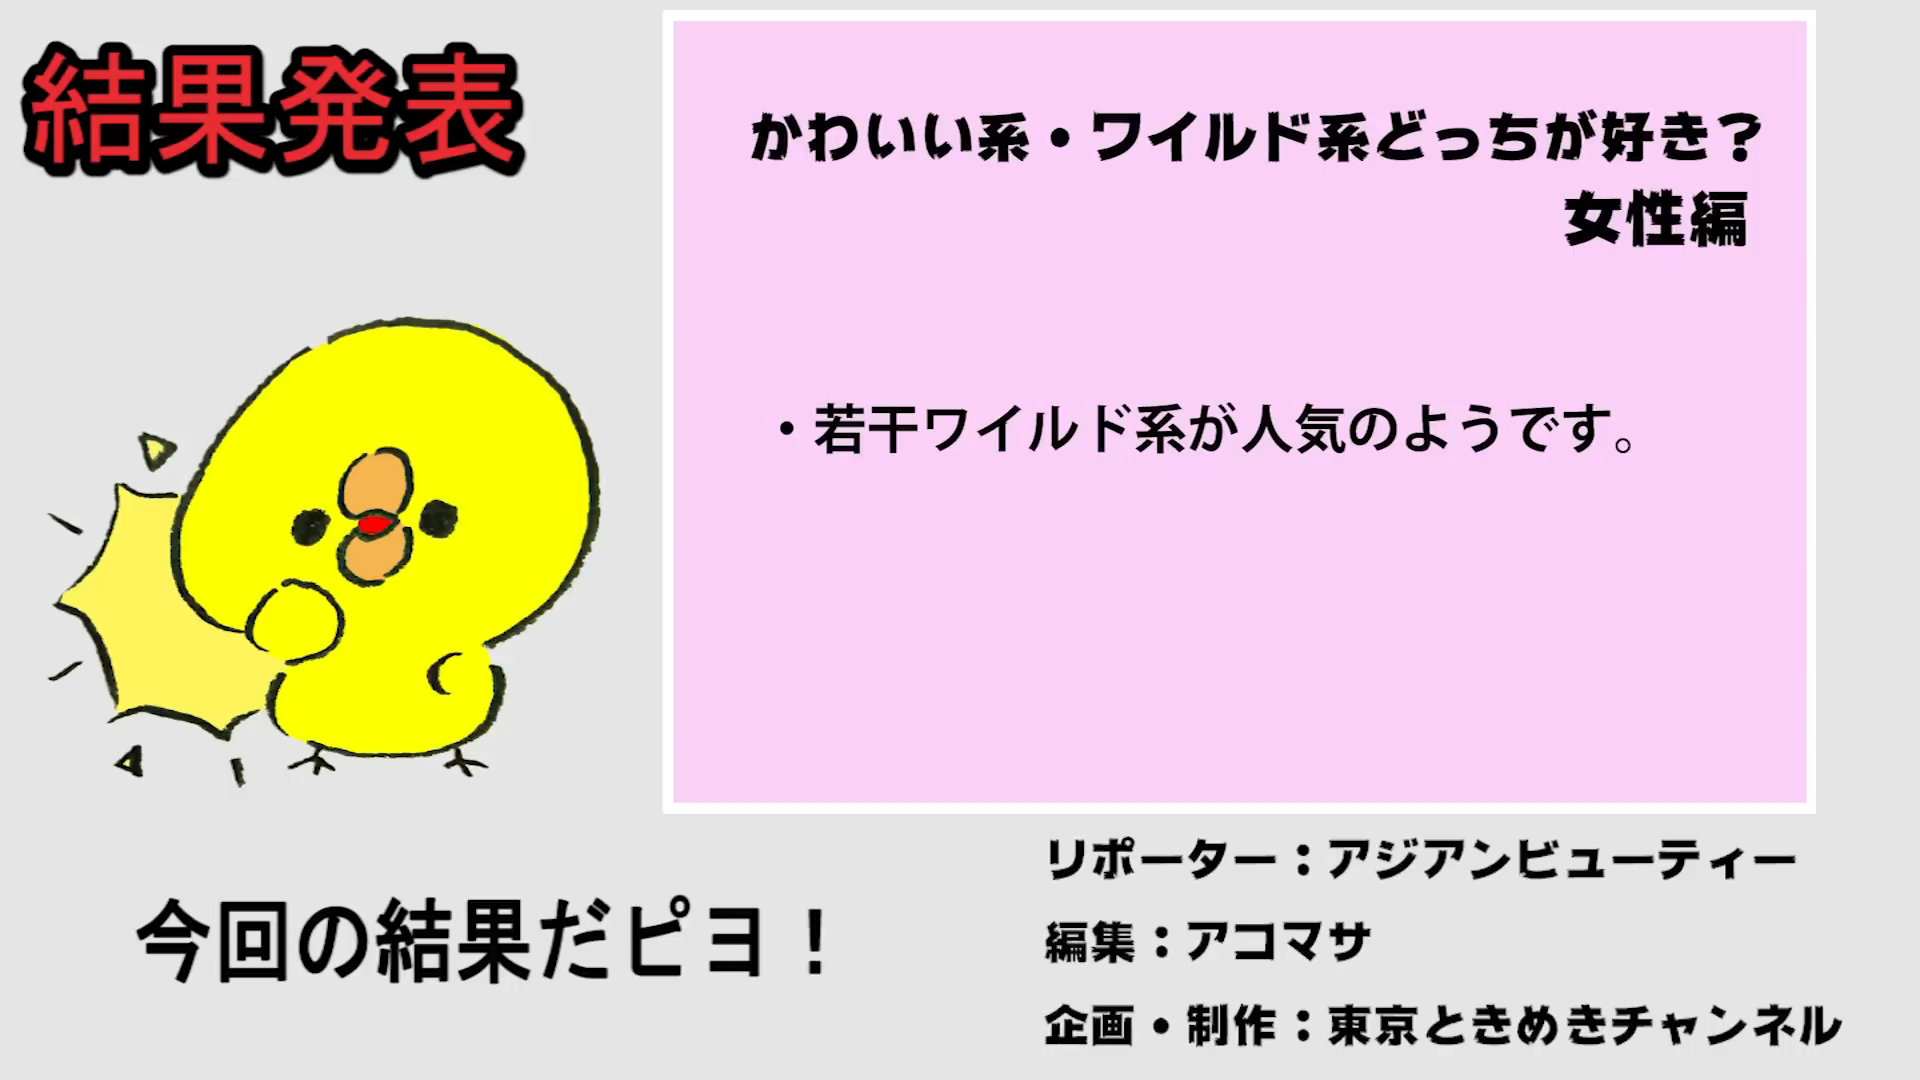 結果発表
かわいい系・ワイルド系どっちが好き？
女性編
・若干ワイルド系が人気のようです。
今回の結果だピヨ！
リポーター：アジアンビューティー
編集：アコマサ
企画・制作：東京ときめきチャンネル